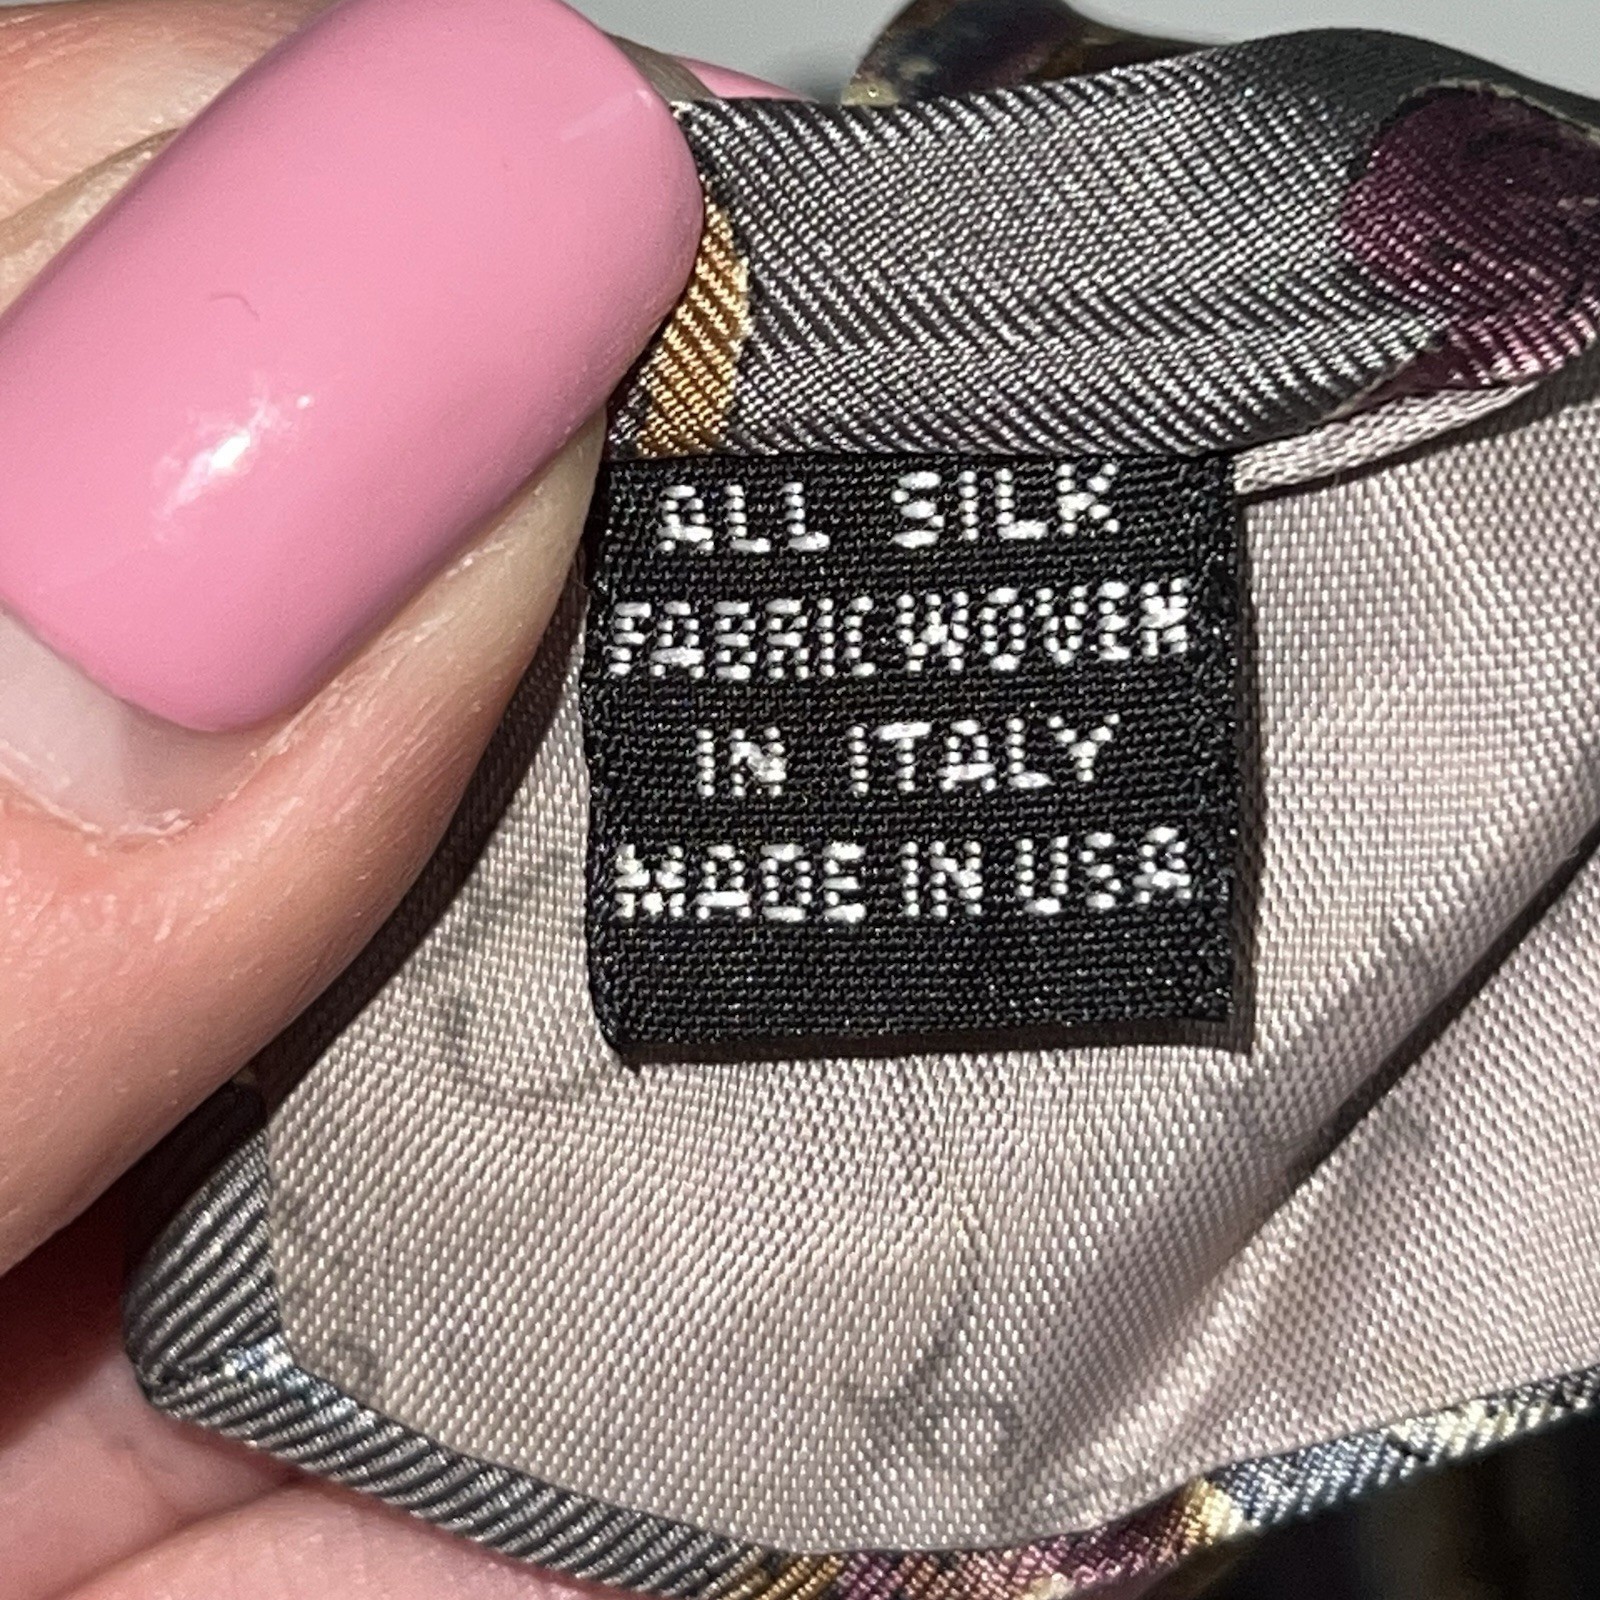 ALL SILK
FABRIC WOVEN
IN ITALY
MADE IN USA